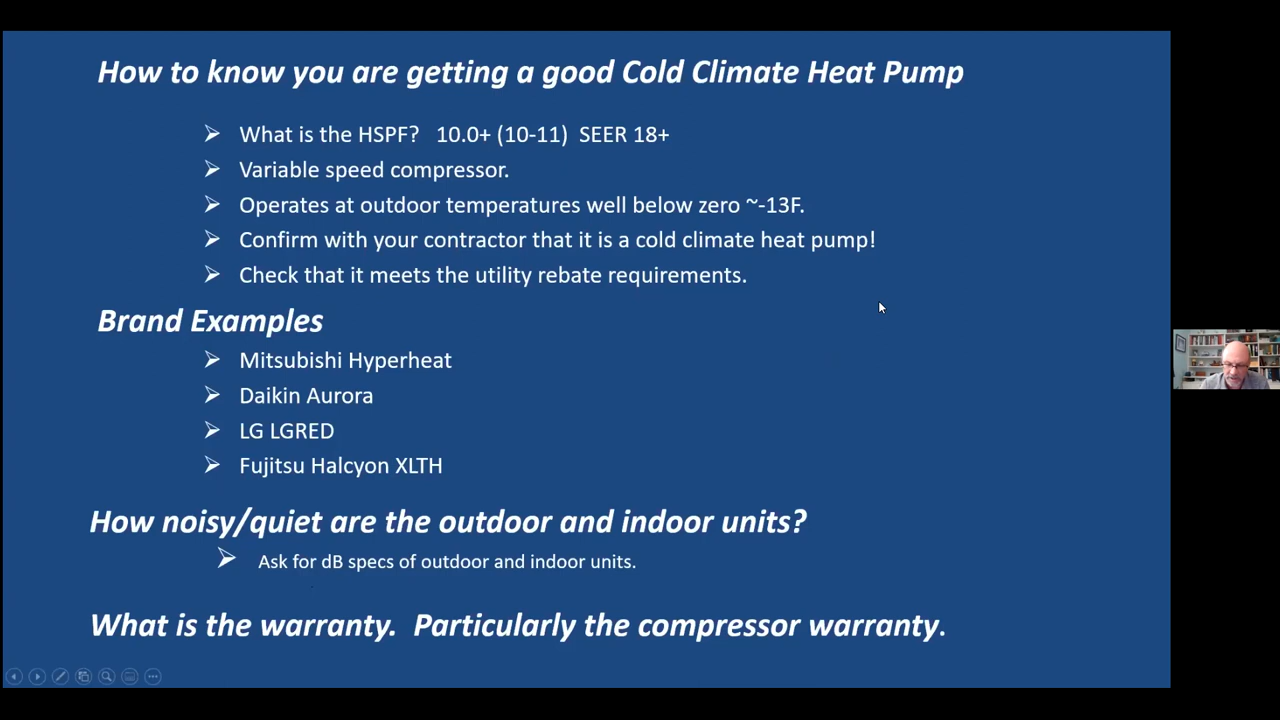 How to know you are getting a good Cold Climate Heat Pump
What is the HSPF? 10.0+ (10-11) SEER 18+
Variable speed compressor.
Operates at outdoor temperatures well below zero ~-13F.
Confirm with your contractor that it is a cold climate heat pump!
Check that it meets the utility rebate requirements.
Brand Examples
Mitsubishi Hyperheat
Daikin Aurora
LG LGRED
Fujitsu Halcyon XLTH
How noisy/quiet are the outdoor and indoor units?
Ask for dB specs of outdoor and indoor units.
What is the warranty. Particularly the compressor warranty.